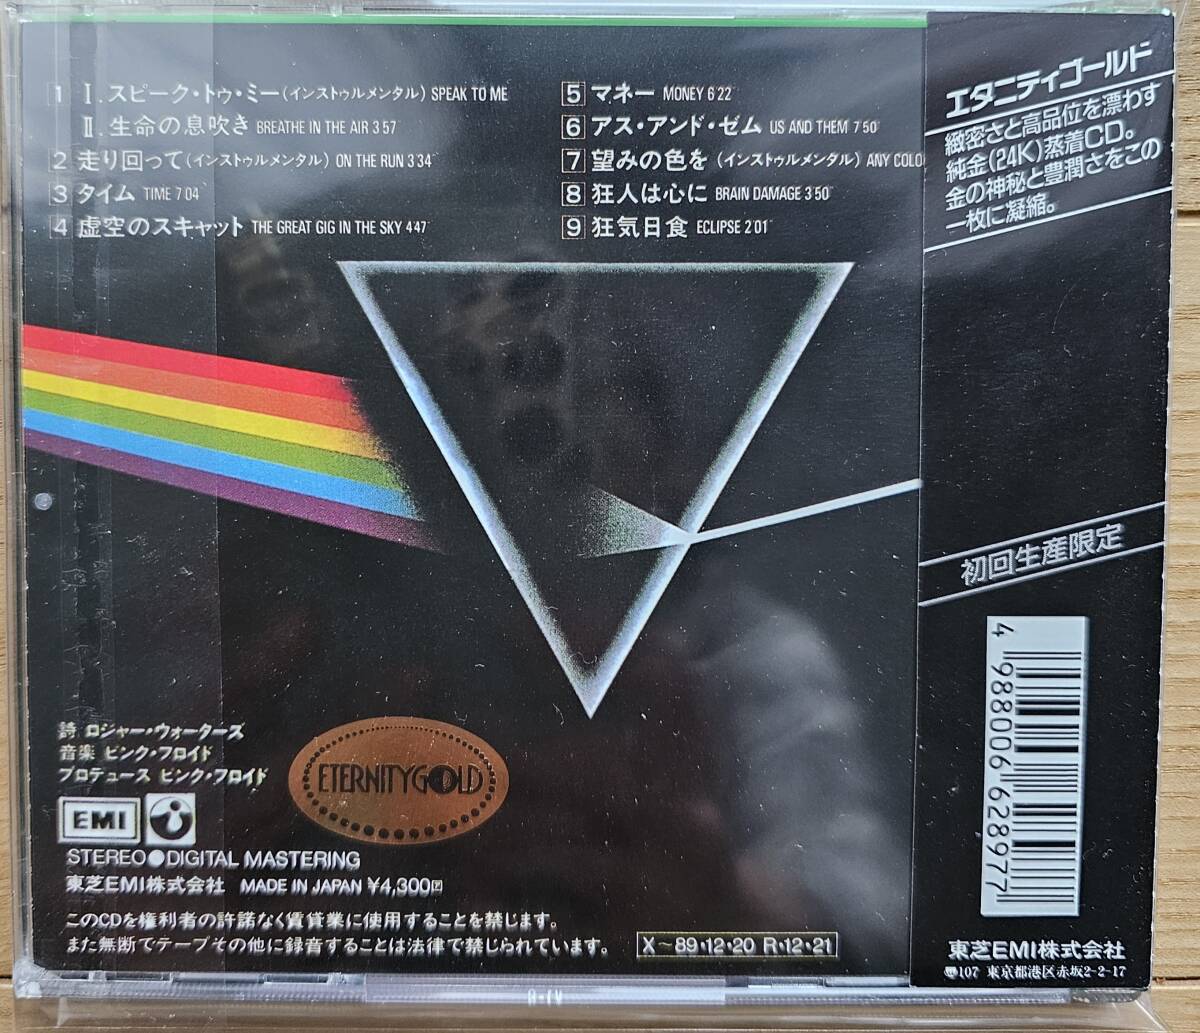 1 Ⅰ.スピーク・トゥ・ミー(インストゥルメンタル) SPEAK TO ME
Ⅱ.生命の息吹き BREATHE IN THE AIR 3'57"
2 走り回って(インストゥルメンタル) ON THE RUN 3'34"
3 タイム TIME 7'04"
4 虚空のスキャット THE GREAT GIG IN THE SKY 4'47"
5 マネー MONEY 6'22"
6 アス・アンド・ゼム US AND THEM 7'50"
7 望みの色を (インストゥルメンタル) ANY COLO
8 狂人は心に BRAIN DAMAGE 3'50"
9 狂気日食 ECLIPSE 2'01"
エタニティゴールド
緻密さと高品位を漂わす
純金(24K)蒸着CD。
金の神秘と豊潤さをこの
一枚に凝縮。
初回生産限定
4 988006 628977
東芝EMI株式会社
〒107 東京都港区赤坂2-2-17
詩 ロジャー・ウォーターズ
音楽 ピンク・フロイド
プロデュース ピンク・フロイド
ETERNITY GOLD
EMI
STEREO●DIGITAL MASTERING
東芝EMI株式会社 MADE IN JAPAN ¥4,300
このCDを権利者の許諾なく賃貸業に使用することを禁じます。
また無断でテープその他に録音することは法律で禁じられています。
X〜89・12・20 R・12・21